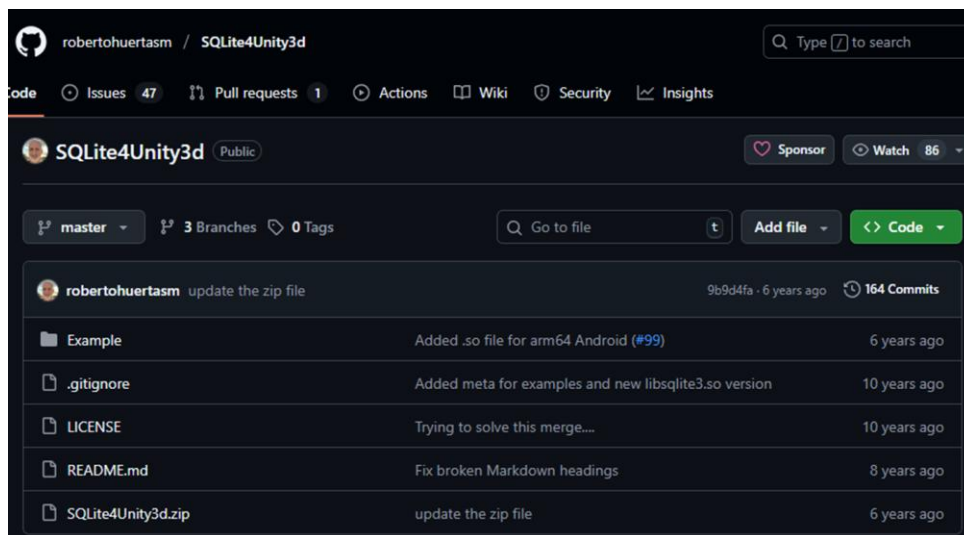 robertohuertasm / SQLite4Unity3d
Type / to search
Code Issues 47 Pull requests 1 Actions Wiki Security Insights
SQLite4Unity3d Public Sponsor Watch 86
master 3 Branches 0 Tags Go to file t Add file <> Code
robertohuertasm update the zip file 9b9d4fa · 6 years ago 164 Commits
Example Added .so file for arm64 Android (#99) 6 years ago
.gitignore Added meta for examples and new libsqlite3.so version 10 years ago
LICENSE Trying to solve this merge.... 10 years ago
README.md Fix broken Markdown headings 8 years ago
SQLite4Unity3d.zip update the zip file 6 years ago